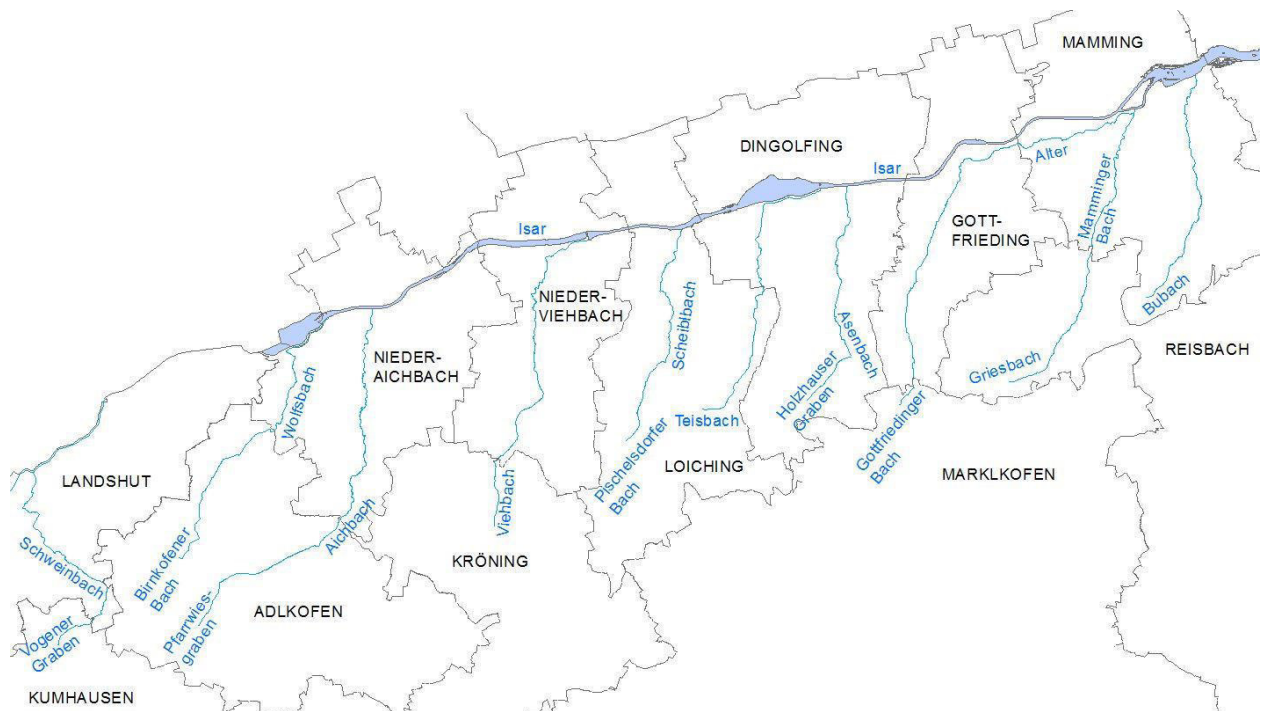 MAMMING
DINGOLFING
Isar
Alter
Mamminger
Bach
GOTT-
FRIEDING
Isar
NIEDER-
VIEHBACH
Bubach
Scheiblbach
Asenbach
REISBACH
NIEDER-
AICHBACH
Griesbach
Wolfsbach
Holzhauser
Graben
Teisbach
Gottfriedinger
Bach
Pischelsdorfer
Bach
LOICHING
MARKLKOFEN
LANDSHUT
Viehbach
Aichbach
KRÖNING
Schweinbach
Birnkofener
Bach
Pfarrwies-
graben
ADLKOFEN
Vogener
Graben
KUMHAUSEN